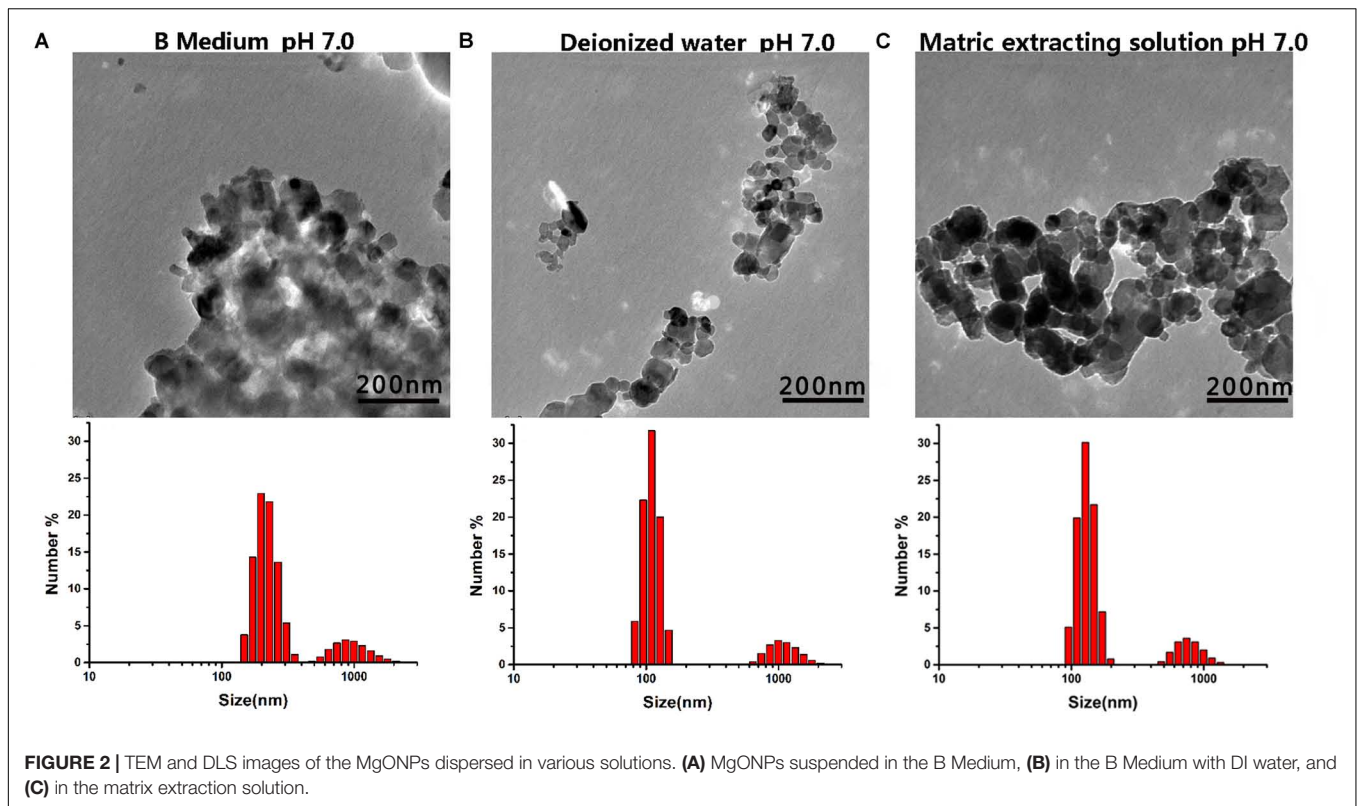 A B Medium pH 7.0
B Deionized water pH 7.0
C Matric extracting solution pH 7.0
200nm
200nm
200nm
30
25
20
15
10
5
0
Number %
10 100 1000
Size(nm)
30
25
20
15
10
5
0
Number %
10 100 1000
Size(nm)
30
25
20
15
10
5
0
Number %
10 100 1000
Size(nm)
FIGURE 2 | TEM and DLS images of the MgONPs dispersed in various solutions. (A) MgONPs suspended in the B Medium, (B) in the B Medium with DI water, and
(C) in the matrix extraction solution.